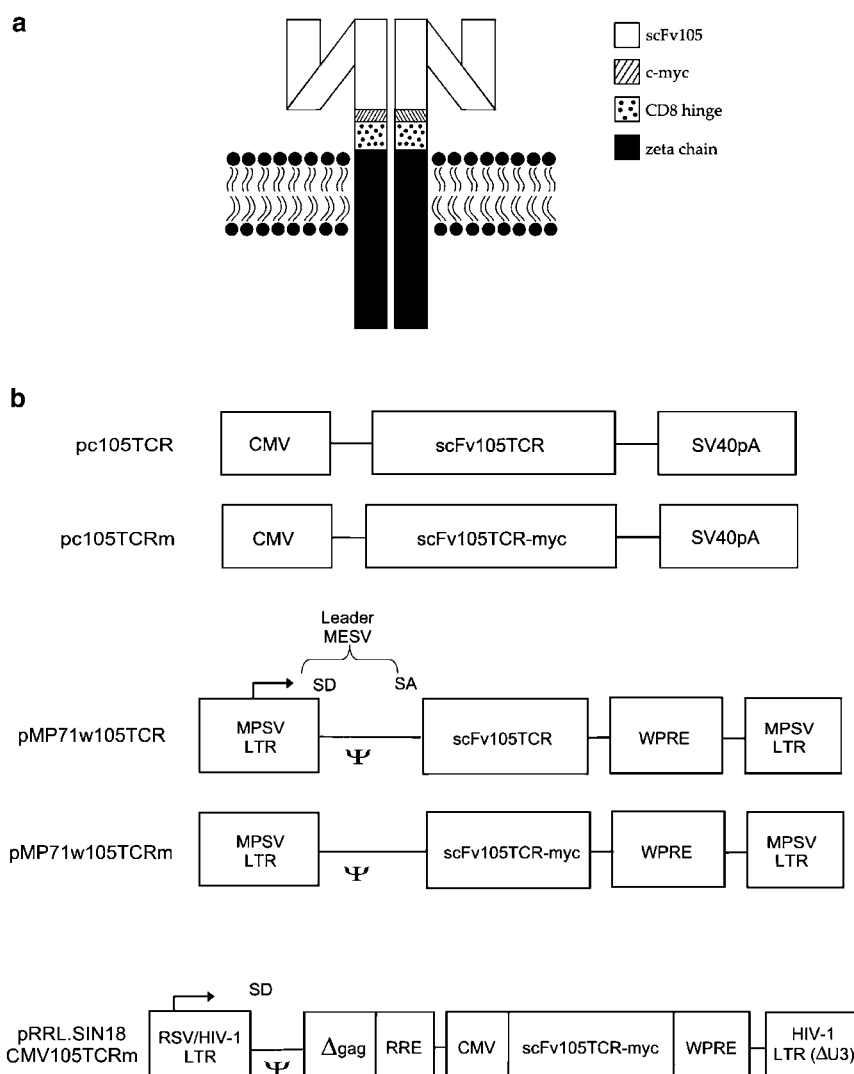 a
scFv105
c-myc
CD8 hinge
zeta chain
b
pc105TCR
CMV
scFv105TCR
SV40pA
pc105TCRm
CMV
scFv105TCR-myc
SV40pA
Leader
MESV
SD
SA
pMP71w105TCR
MPSV
LTR
Ψ
scFv105TCR
WPRE
MPSV
LTR
pMP71w105TCRm
MPSV
LTR
Ψ
scFv105TCR-myc
WPRE
MPSV
LTR
SD
pRRL.SIN18
CMV105TCRm
RSV/HIV-1
LTR
Ψ
Δgag
RRE
CMV
scFv105TCR-myc
WPRE
HIV-1
LTR (ΔU3)